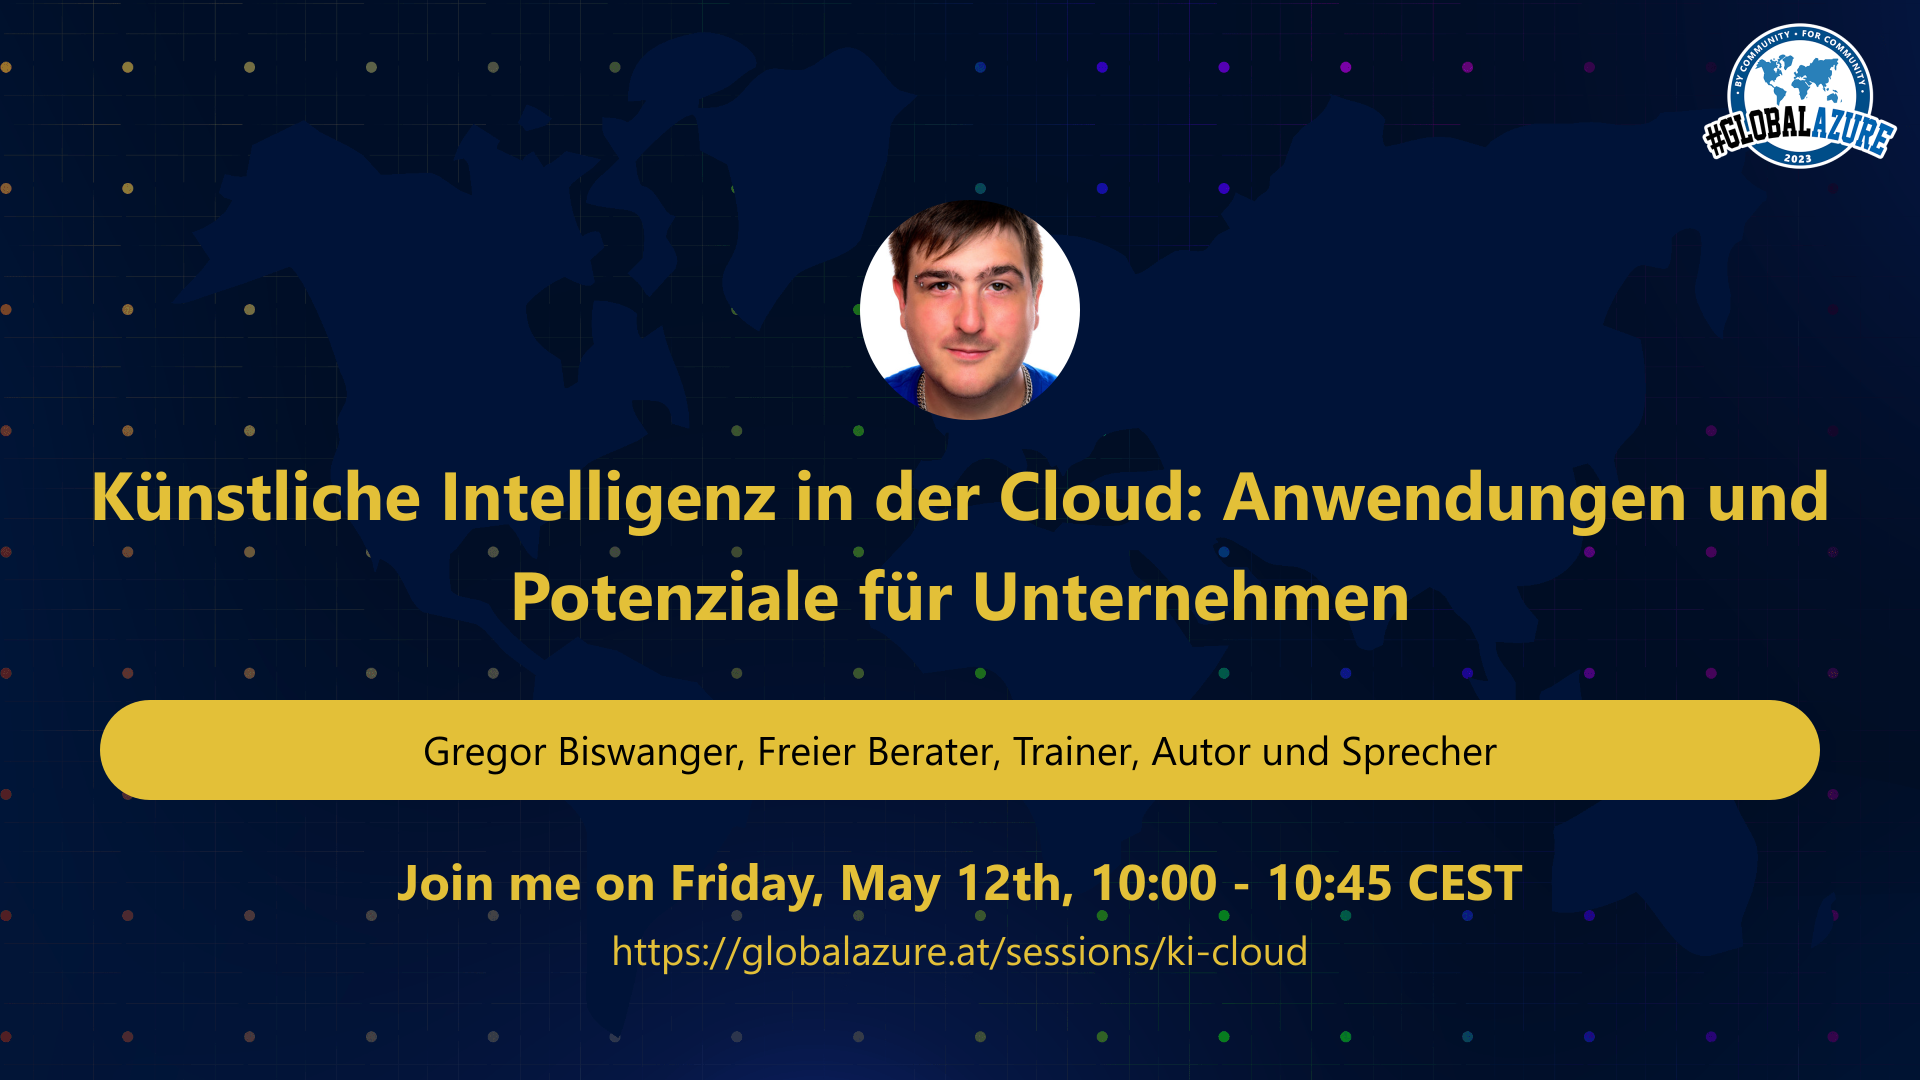 • BY COMMUNITY • FOR COMMUNITY •
#GLOBALAZURE
2023
Künstliche Intelligenz in der Cloud: Anwendungen und
Potenziale für Unternehmen
Gregor Biswanger, Freier Berater, Trainer, Autor und Sprecher
Join me on Friday, May 12th, 10:00 - 10:45 CEST
https://globalazure.at/sessions/ki-cloud